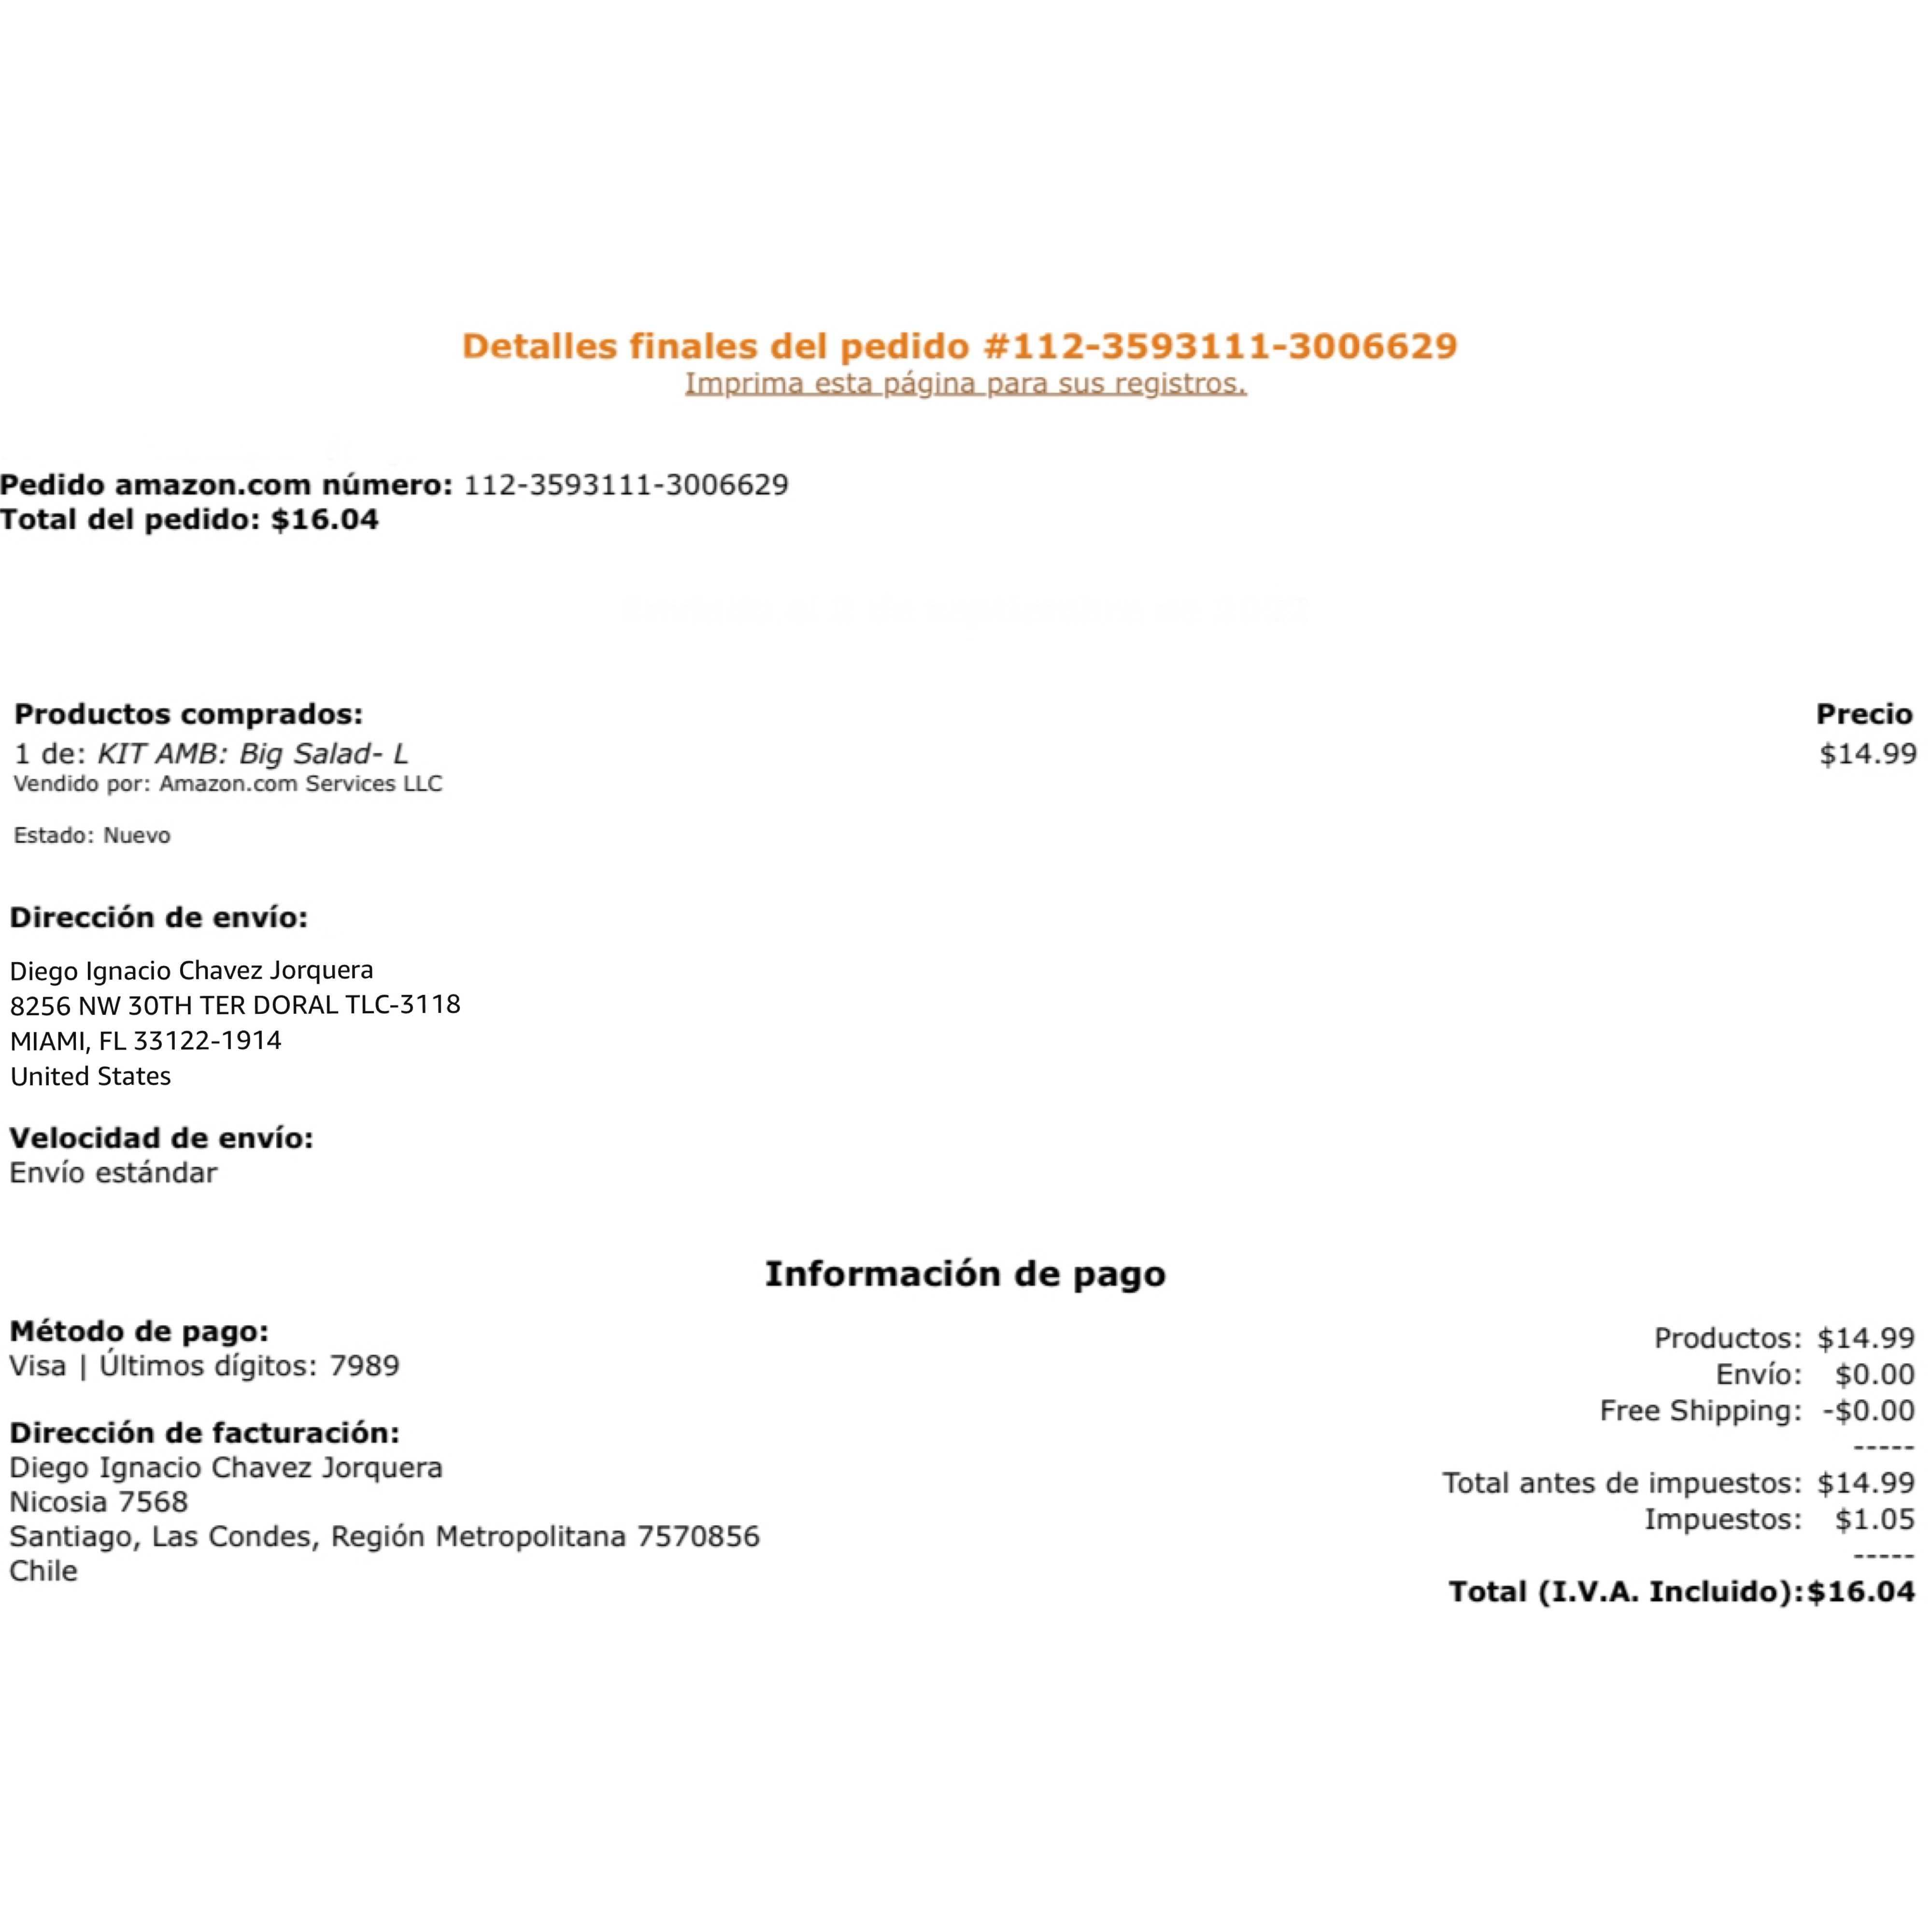 Detalles finales del pedido #112-3593111-3006629
Imprima esta página para sus registros.
Pedido amazon.com número: 112-3593111-3006629
Total del pedido: $16.04
Productos comprados: Precio
1 de: KIT AMB: Big Salad- L $14.99
Vendido por: Amazon.com Services LLC
Estado: Nuevo
Dirección de envío:
Diego Ignacio Chavez Jorquera
8256 NW 30TH TER DORAL TLC-3118
MIAMI, FL 33122-1914
United States
Velocidad de envío:
Envío estándar
Información de pago
Método de pago:
Visa | Últimos dígitos: 7989
Dirección de facturación:
Diego Ignacio Chavez Jorquera
Nicosia 7568
Santiago, Las Condes, Región Metropolitana 7570856
Chile
Productos: $14.99
Envío: $0.00
Free Shipping: -$0.00
-----
Total antes de impuestos: $14.99
Impuestos: $1.05
-----
Total (I.V.A. Incluido):$16.04